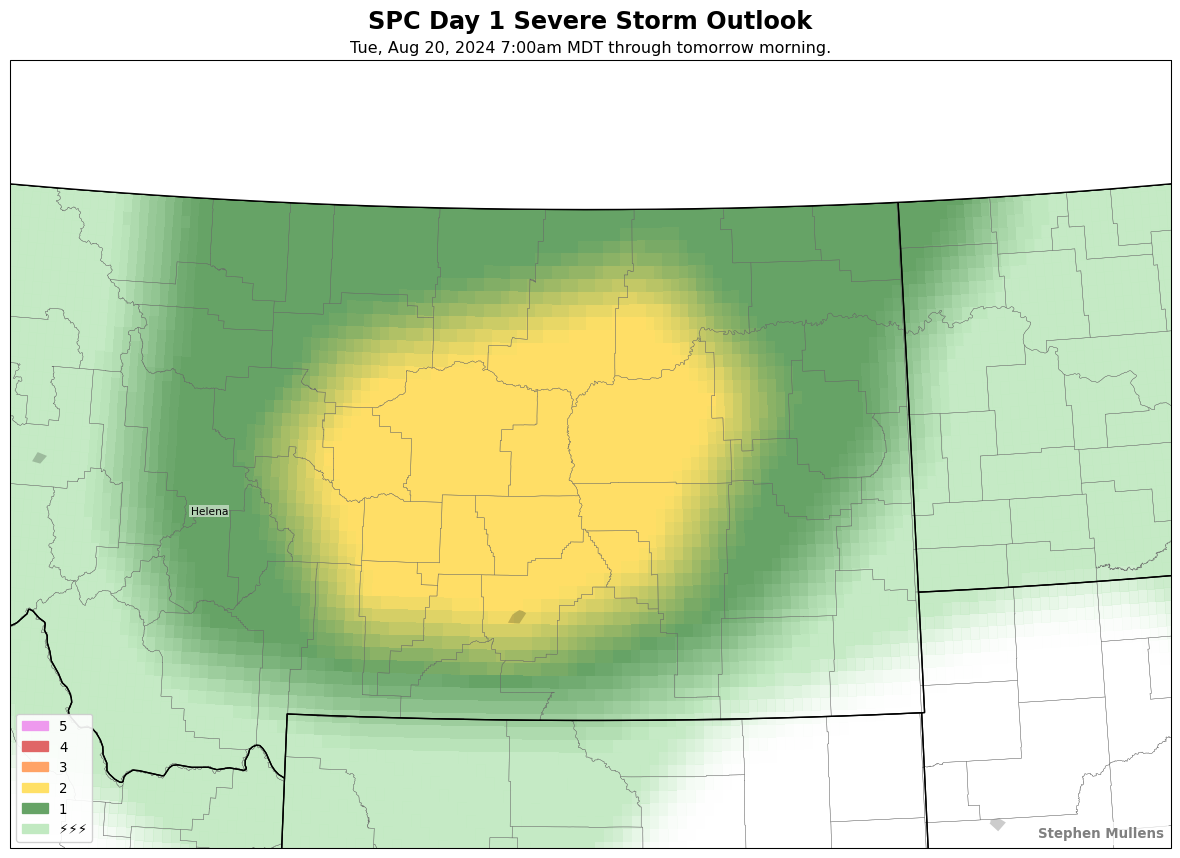 SPC Day 1 Severe Storm Outlook
Tue, Aug 20, 2024 7:00am MDT through tomorrow morning.
Helena
5
4
3
2
1
⚡⚡⚡
Stephen Mullens